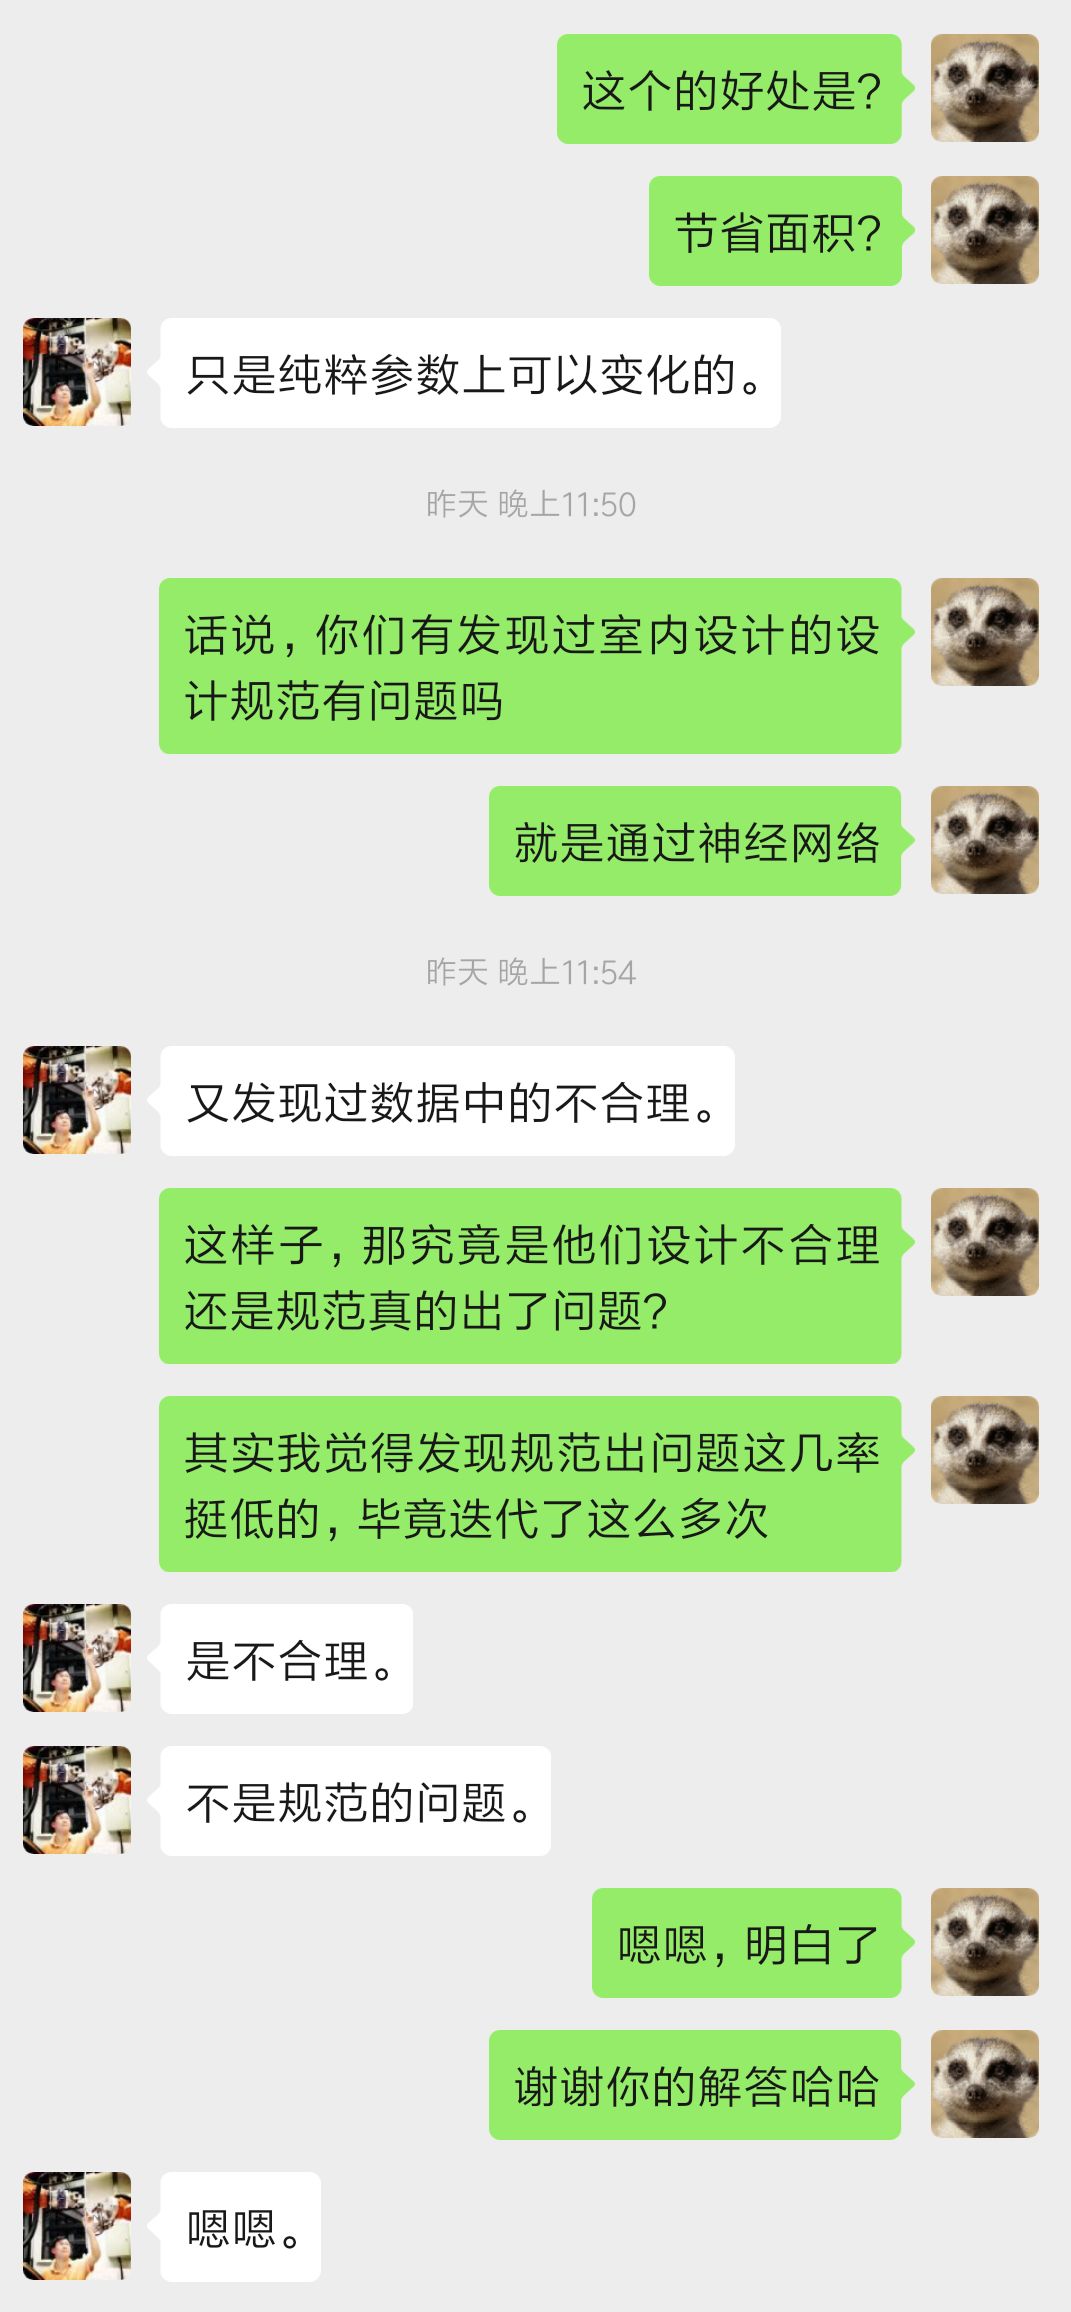 这个的好处是?
节省面积?
只是纯粹参数上可以变化的。
昨天 晚上11:50
话说，你们有发现过室内设计的设
计规范有问题吗
就是通过神经网络
昨天 晚上11:54
又发现过数据中的不合理。
这样子，那究竟是他们设计不合理
还是规范真的出了问题?
其实我觉得发现规范出问题这几率
挺低的，毕竟迭代了这么多次
是不合理。
不是规范的问题。
嗯嗯，明白了
谢谢你的解答哈哈
嗯嗯。